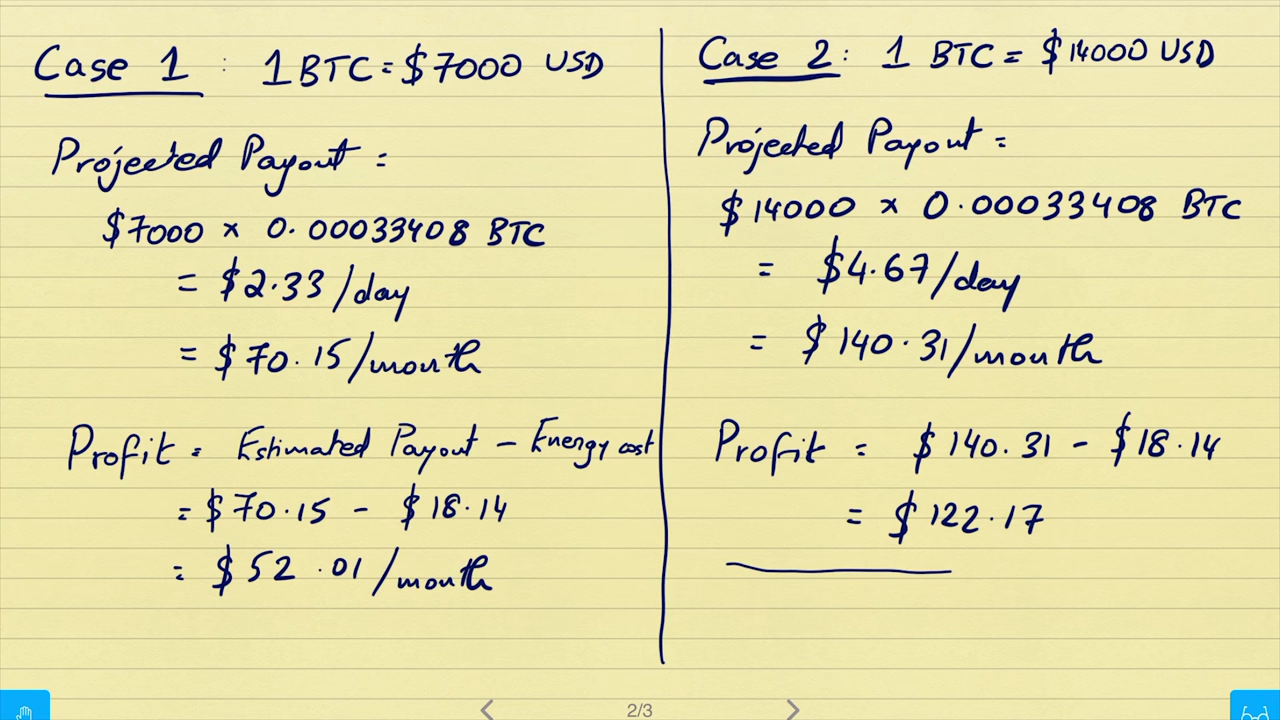 Case 1 : 1 BTC = $7000 USD
Projected Payout =
$7000 x 0.00033408 BTC
= $2.33/day
= $70.15/month
Profit = Estimated Payout - Energy cost
= $70.15 - $18.14
= $52.01/month
Case 2: 1 BTC = $14000 USD
Projected Payout =
$14000 x 0.00033408 BTC
= $4.67/day
= $140.31/month
Profit = $140.31 - $18.14
= $122.17
2/3